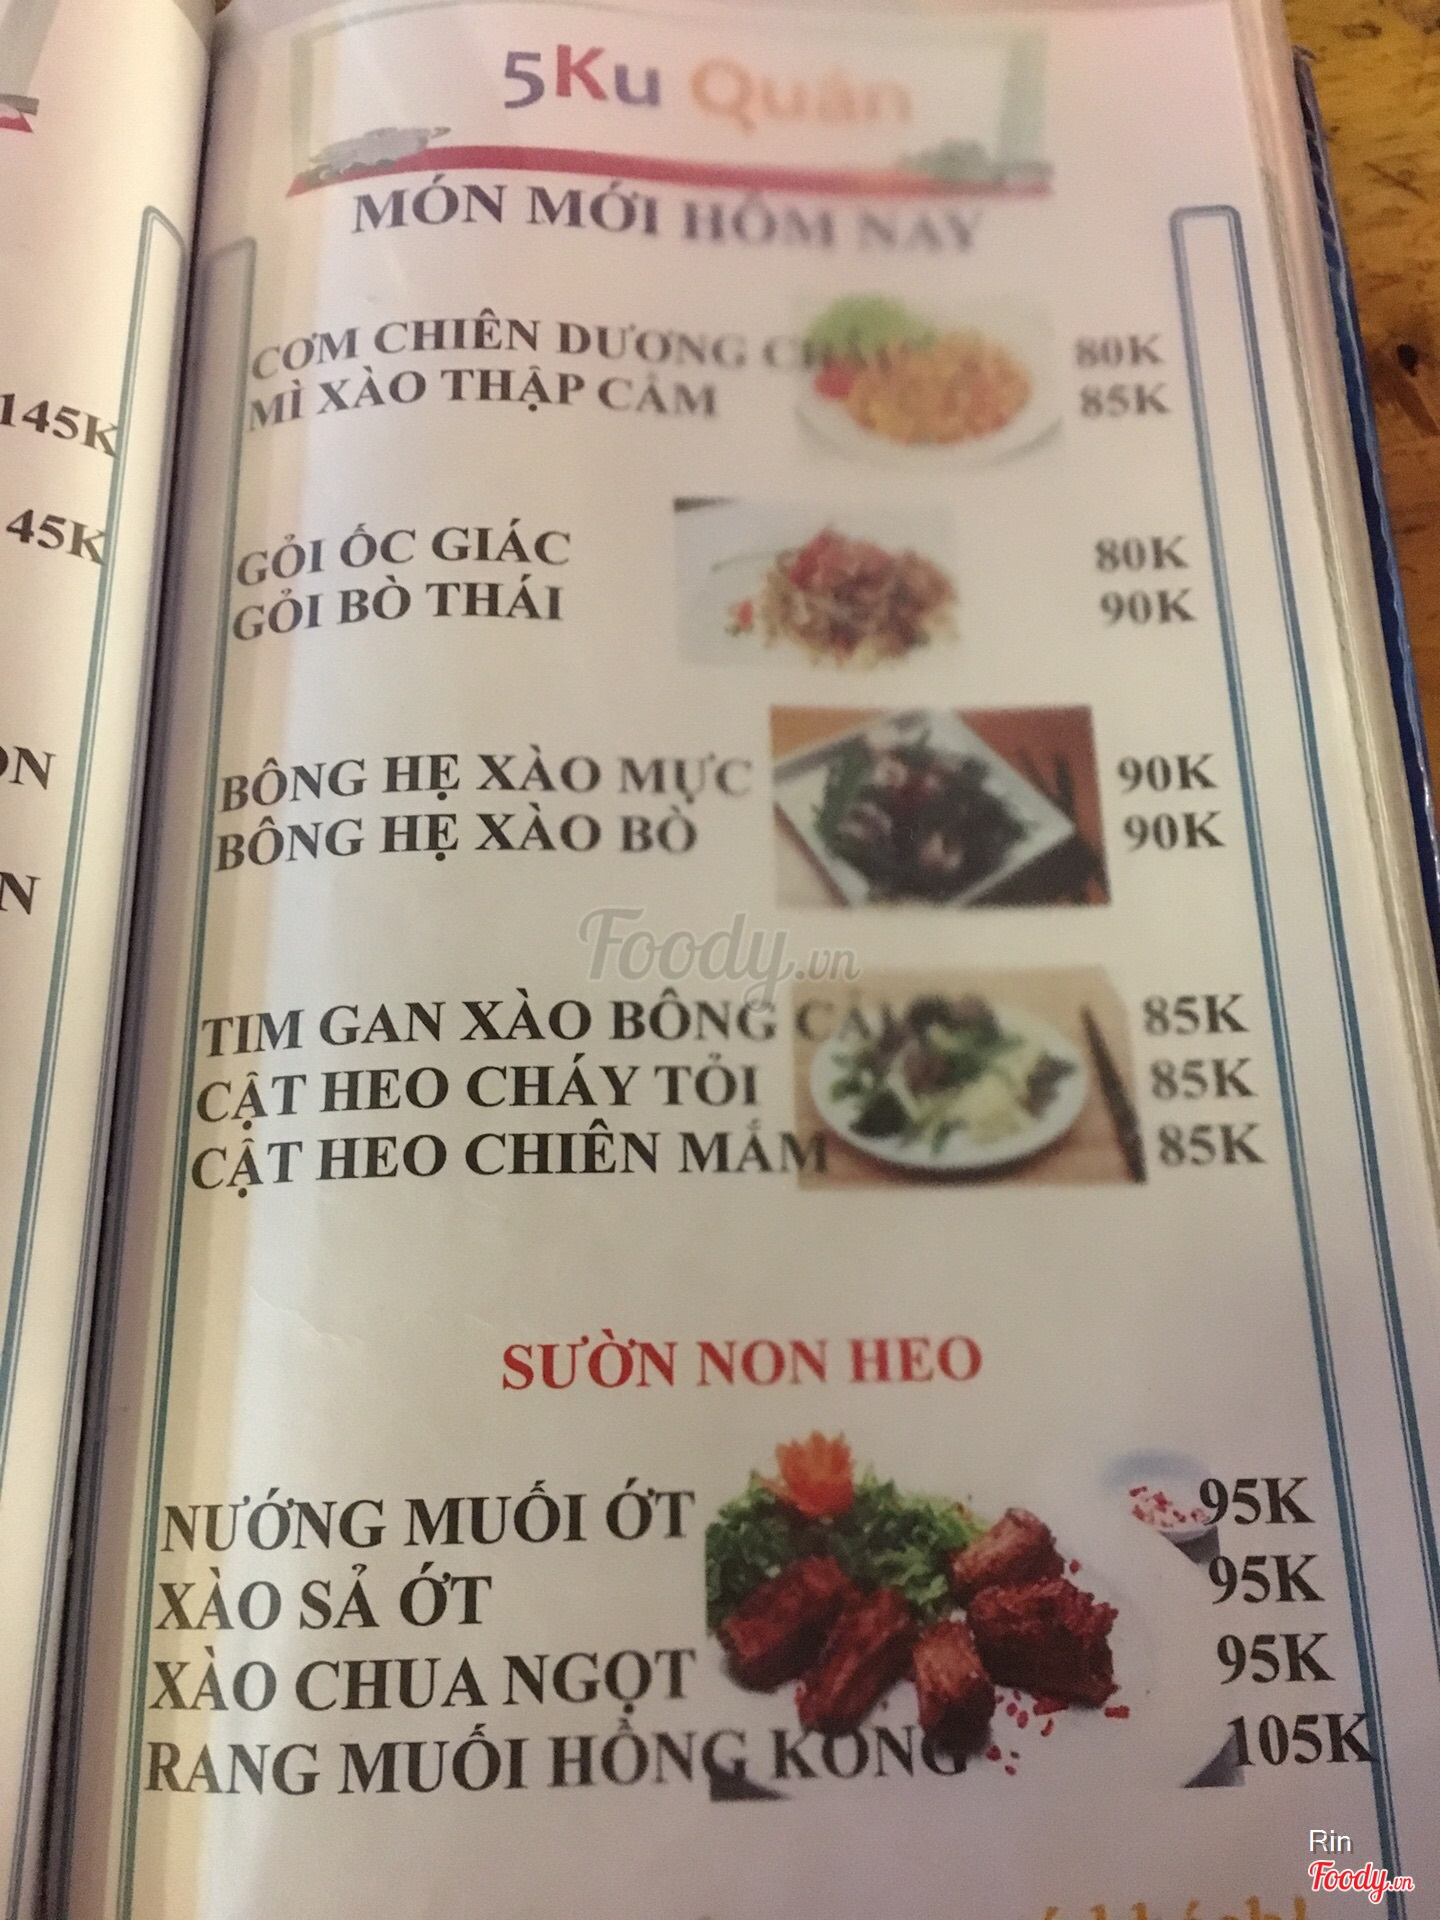 5Ku Quán
MÓN MỚI HÔM NAY
CƠM CHIÊN DƯƠNG CHÂU 80K
MÌ XÀO THẬP CẨM 85K
GỎI ỐC GIÁC 80K
GỎI BÒ THÁI 90K
BÔNG HẸ XÀO MỰC 90K
BÔNG HẸ XÀO BÒ 90K
TIM GAN XÀO BÔNG CẢI 85K
CẬT HEO CHÁY TỎI 85K
CẬT HEO CHIÊN MẮM 85K
SƯỜN NON HEO
NƯỚNG MUỐI ỚT 95K
XÀO SẢ ỚT 95K
XÀO CHUA NGỌT 95K
RANG MUỐI HỒNG KÔNG 105K
145K
45K
Foody.vn
Rin
Foody.vn